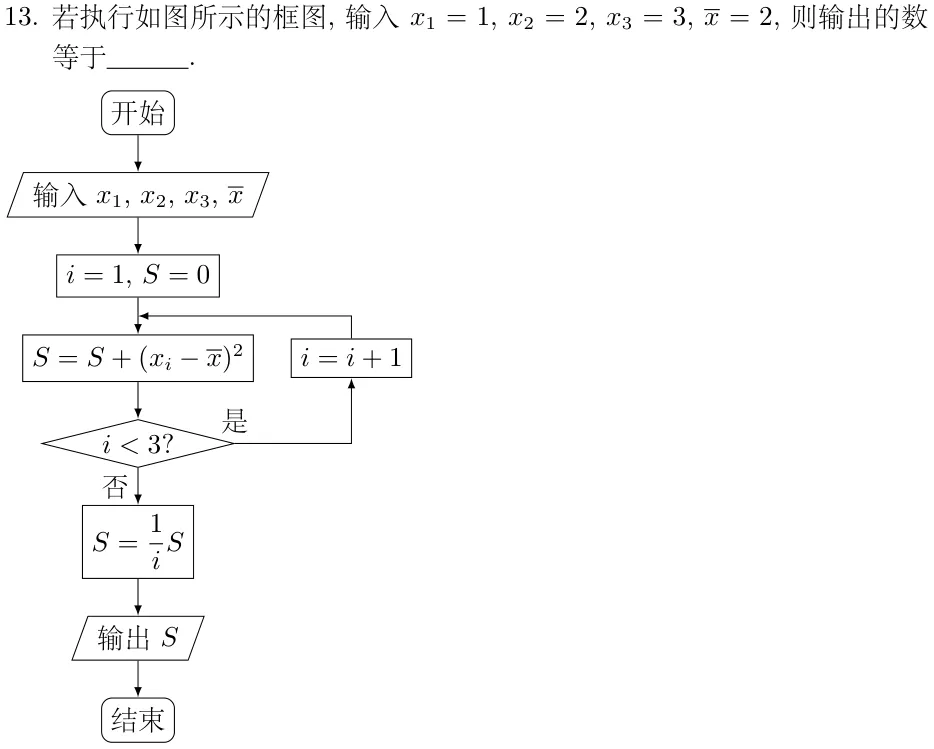 13. 若执行如图所示的框图, 输入 x₁ = 1, x₂ = 2, x₃ = 3, x̅ = 2, 则输出的数
等于______.
开始
输入 x₁, x₂, x₃, x̅
i = 1, S = 0
S = S + (xᵢ − x̅)²
i = i + 1
是
i < 3?
否
S = \frac{1}{i}S
输出 S
结束